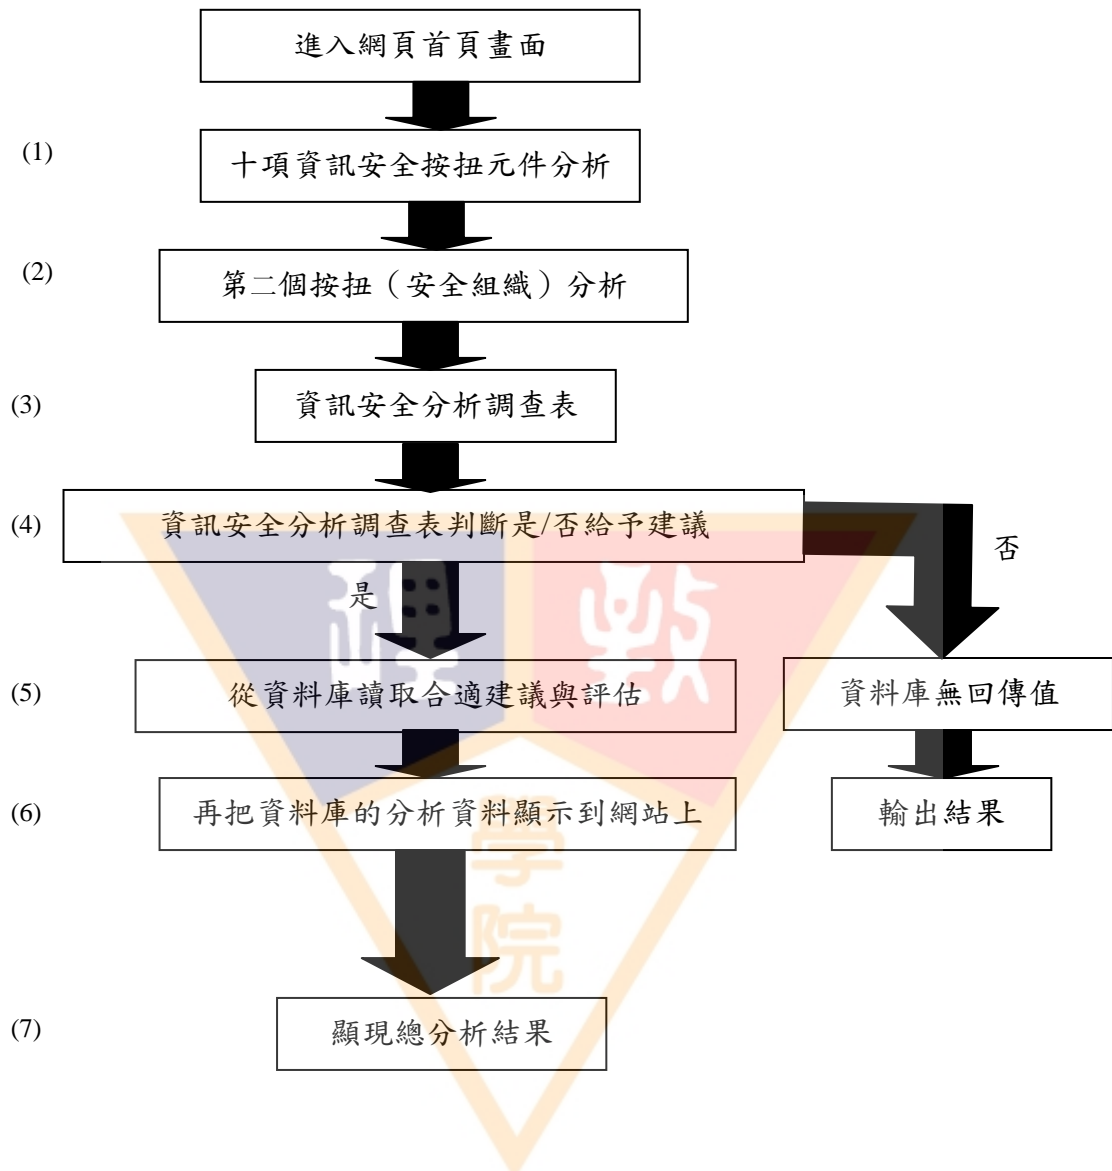 進入網頁首頁畫面
(1) 十項資訊安全按扭元件分析
(2) 第二個按扭（安全組織）分析
(3) 資訊安全分析調查表
(4) 資訊安全分析調查表判斷是/否給予建議
否
是
(5) 從資料庫讀取合適建議與評估 資料庫無回傳值
(6) 再把資料庫的分析資料顯示到網站上 輸出結果
(7) 顯現總分析結果
理 致
學
院